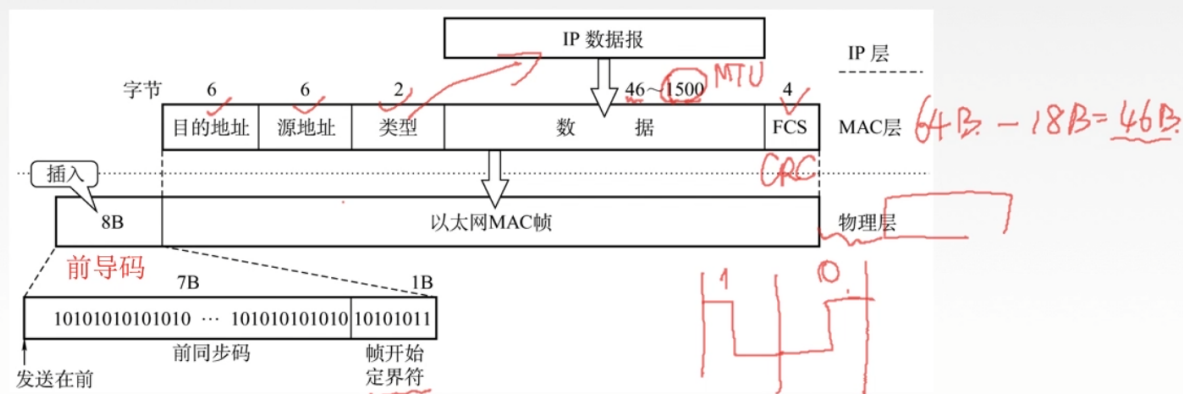 IP 数据报
IP 层
MTU
字节 6 6 2 46～1500 4
目的地址 源地址 类型 数 据 FCS MAC层 64B - 18B = 46B
CRC
插入
8B 以太网MAC帧 物理层
前导码
7B 1B
1 0
10101010101010 … 101010101010 10101011
前同步码 帧开始
定界符
发送在前